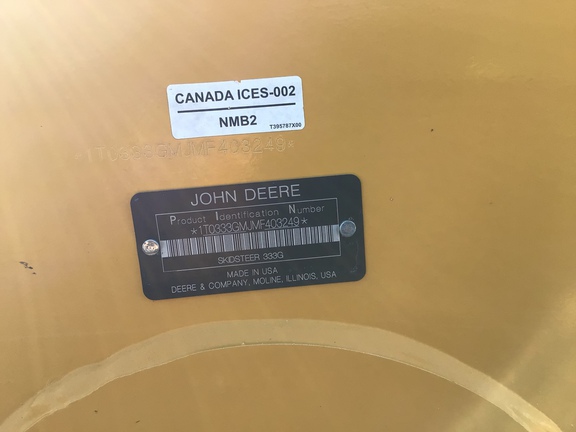 CANADA ICES-002
NMB2
T395787X00
JOHN DEERE
Product Identification Number
*1T0333GMJMF403249*
SKIDSTEER 333G
MADE IN USA
DEERE & COMPANY, MOLINE, ILLINOIS, USA